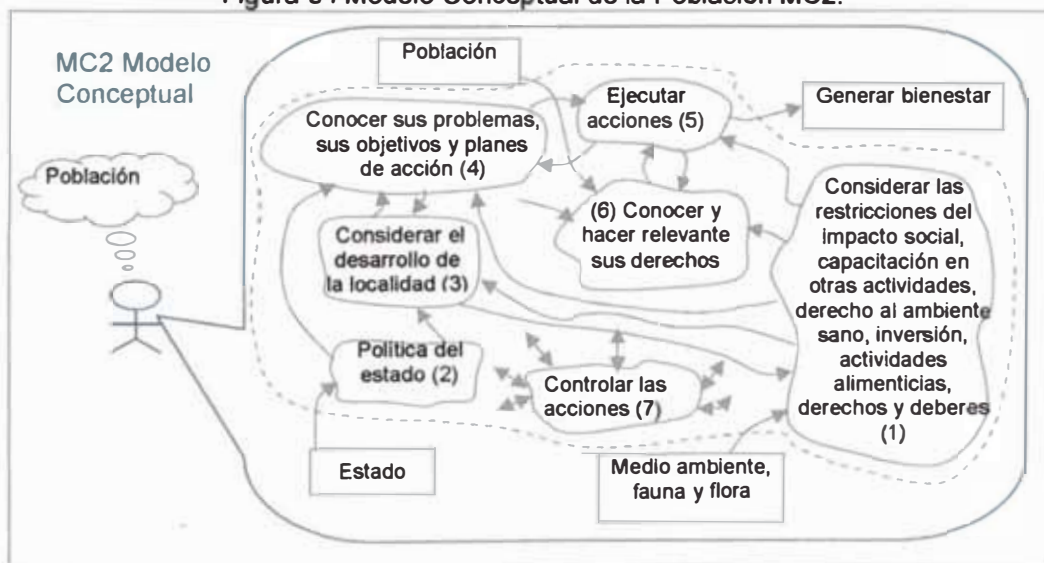 Figura 54 Modelo Conceptual de la Población MC2.
MC2 Modelo
Conceptual
Población
Población
Conocer sus problemas,
sus objetivos y planes
de acción (4)
Ejecutar
acciones (5)
Generar bienestar
(6) Conocer y
hacer relevante
sus derechos
Considerar el
desarrollo de
la localidad (3)
Considerar las
restricciones del
impacto social,
capacitación en
otras actividades,
derecho al ambiente
sano, inversión,
actividades
alimenticias,
derechos y deberes
(1)
Política del
estado (2)
Controlar las
acciones (7)
Estado
Medio ambiente,
fauna y flora